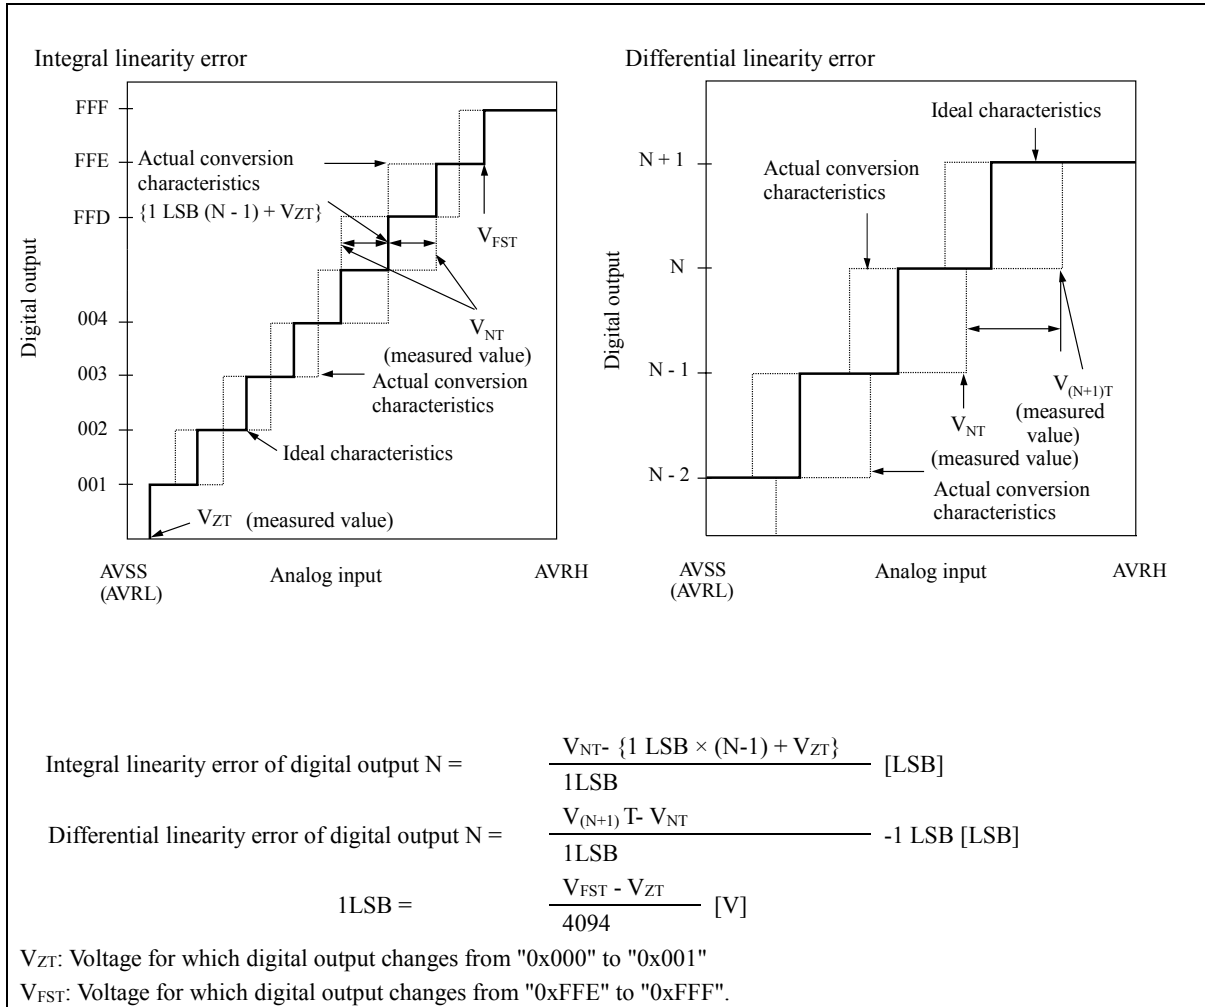 Integral linearity error
FFF
FFE
FFD
004
003
002
001
Digital output
Actual conversion
characteristics
{1 LSB (N - 1) + VZT}
VFST
VNT
(measured value)
Actual conversion
characteristics
Ideal characteristics
VZT (measured value)
AVSS
(AVRL)
Analog input
AVRH
Differential linearity error
N + 1
N
N - 1
N - 2
Digital output
Ideal characteristics
Actual conversion
characteristics
V(N+1)T
(measured
value)
VNT
(measured value)
Actual conversion
characteristics
AVSS
(AVRL)
Analog input
AVRH
Integral linearity error of digital output N =
VNT- {1 LSB × (N-1) + VZT}
1LSB
[LSB]
Differential linearity error of digital output N =
V(N+1) T- VNT
1LSB
-1 LSB [LSB]
1LSB =
VFST - VZT
4094
[V]
VZT: Voltage for which digital output changes from "0x000" to "0x001"
VFST: Voltage for which digital output changes from "0xFFE" to "0xFFF".